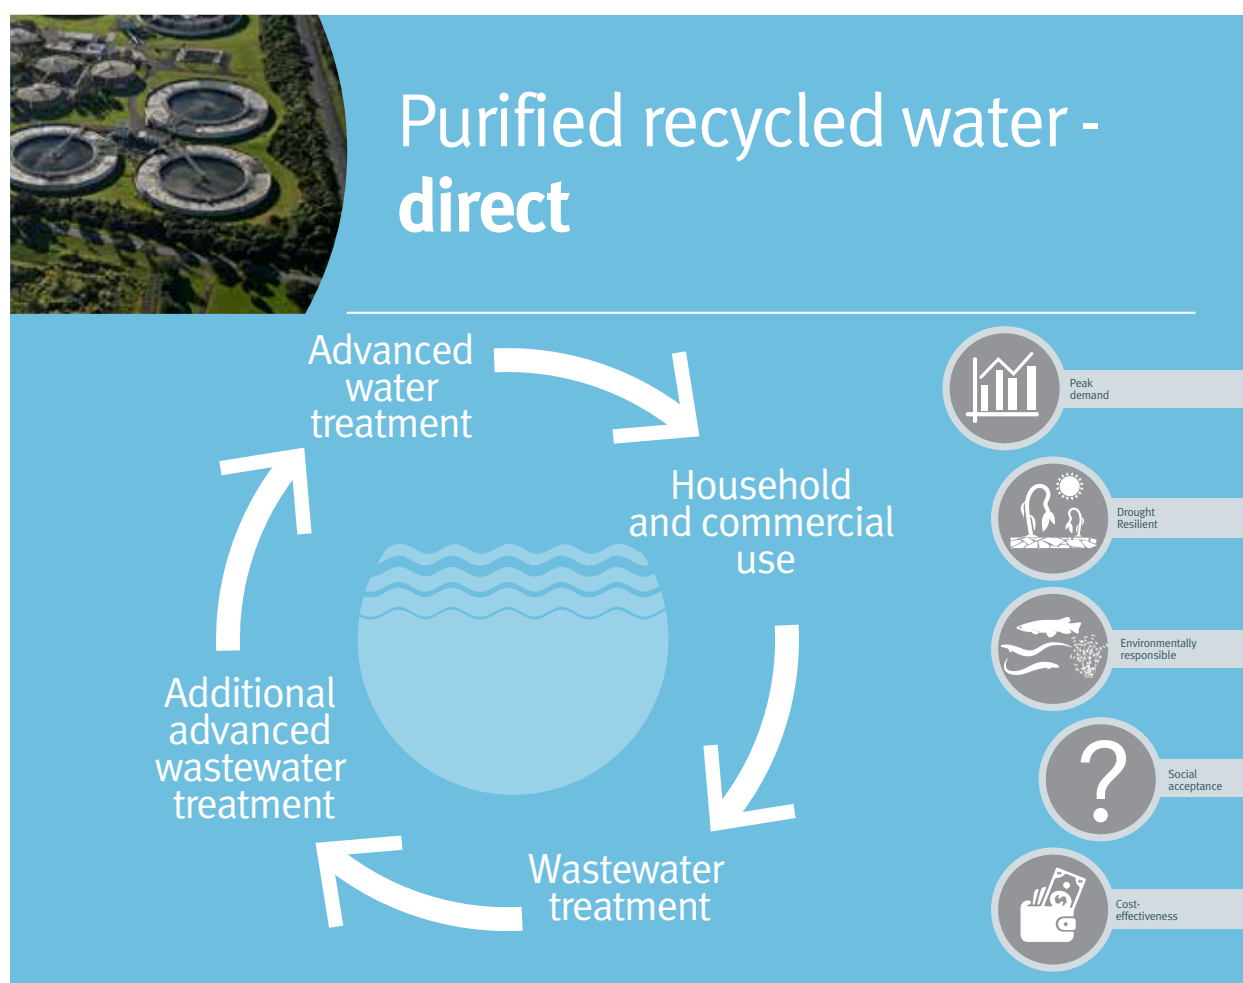 Purified recycled water -
direct
Advanced
water
treatment
Household
and commercial
use
Wastewater
treatment
Additional
advanced
wastewater
treatment
Peak
demand
Drought
Resilient
Environmentally
responsible
?
Social
acceptance
Cost-
effectiveness